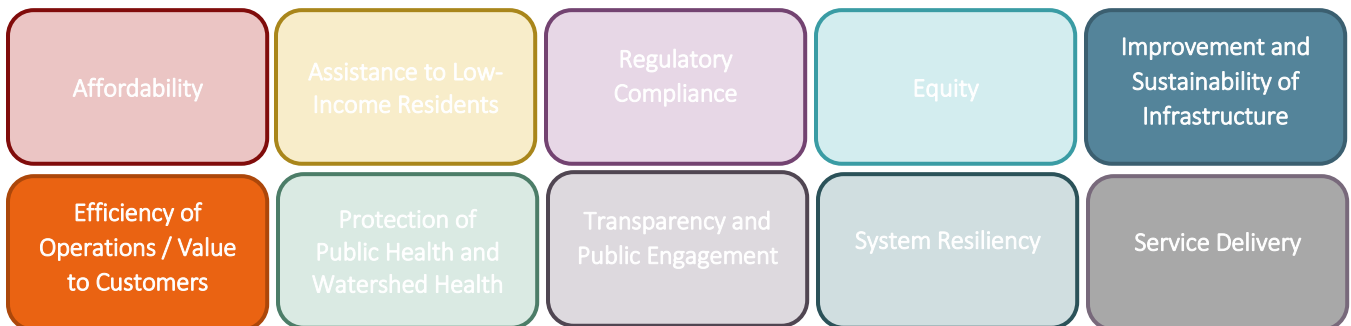 Affordability
Assistance to Low-
Income Residents
Regulatory
Compliance
Equity
Improvement and
Sustainability of
Infrastructure
Efficiency of
Operations / Value
to Customers
Protection of
Public Health and
Watershed Health
Transparency and
Public Engagement
System Resiliency
Service Delivery